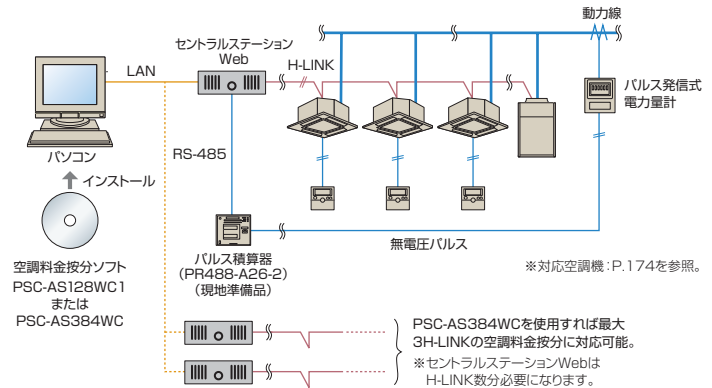 動力線
セントラルステーション
Web
LAN
H-LINK
パルス発信式
電力量計
パソコン
RS-485
インストール
無電圧パルス
パルス積算器
(PR488-A26-2)
(現地準備品)
空調料金按分ソフト
PSC-AS128WC1
または
PSC-AS384WC
※対応空調機：P.174を参照。
PSC-AS384WCを使用すれば最大
3H-LINKの空調料金按分に対応可能。
※セントラルステーションWebは
H-LINK数分必要になります。